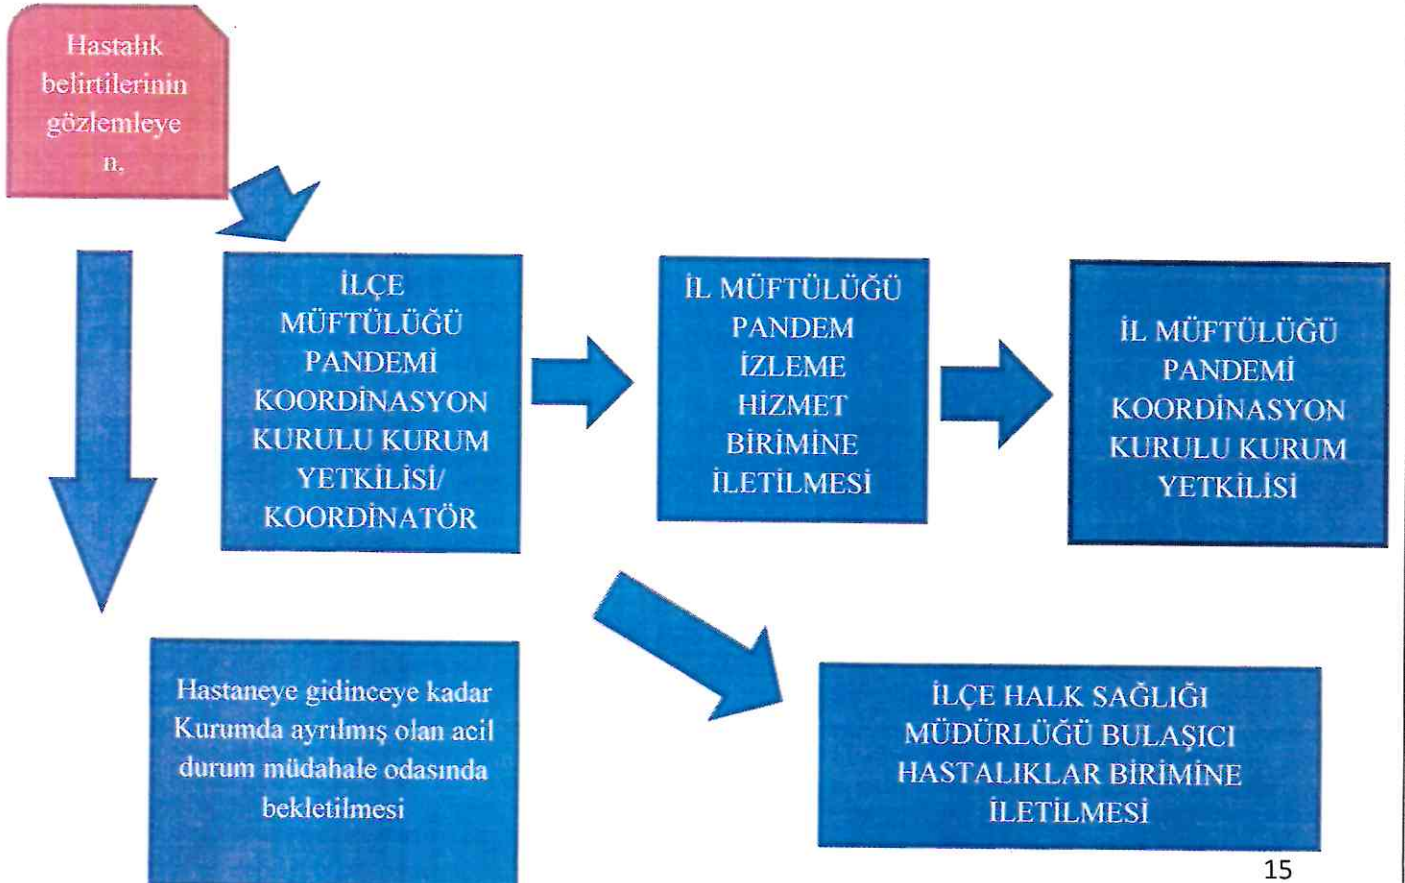 Hastalık
belirtilerinin
gözlemleye
n,
İLÇE
MÜFTÜLÜĞÜ
PANDEMİ
KOORDİNASYON
KURULU KURUM
YETKİLİSİ/
KOORDİNATÖR
İL MÜFTÜLÜĞÜ
PANDEM
İZLEME
HİZMET
BİRİMİNE
İLETİLMESİ
İL MÜFTÜLÜĞÜ
PANDEMİ
KOORDİNASYON
KURULU KURUM
YETKİLİSİ
Hastaneye gidinceye kadar
Kurumda ayrılmış olan acil
durum müdahale odasında
bekletilmesi
İLÇE HALK SAĞLIĞI
MÜDÜRLÜĞÜ BULAŞICI
HASTALIKLAR BİRİMİNE
İLETİLMESİ
15